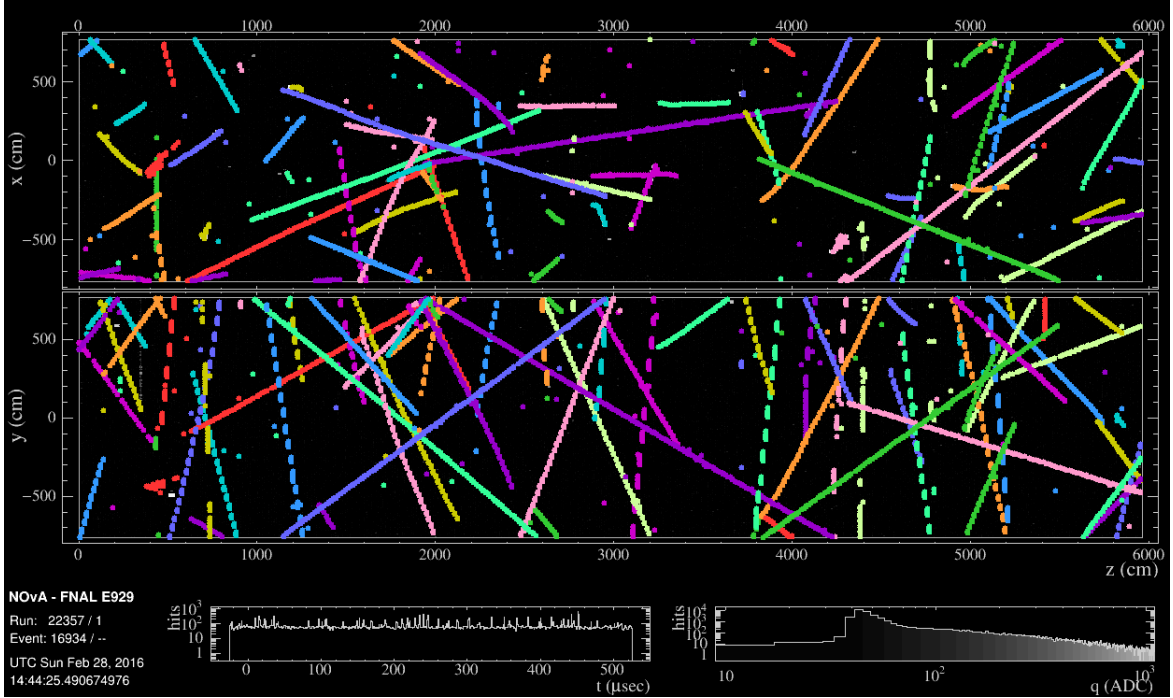 0 1000 2000 3000 4000 5000 6000
500
x (cm)
0
−500
500
y (cm)
0
−500
0 1000 2000 3000 4000 5000 6000
z (cm)
NOvA - FNAL E929
Run: 22357 / 1
Event: 16934 / --
UTC Sun Feb 28, 2016
14:44:25.490674976
hits
10³
10²
10
1
0 100 200 300 400 500
t (μsec)
hits
10⁴
10³
10²
10
1
10 10² 10³
q (ADC)